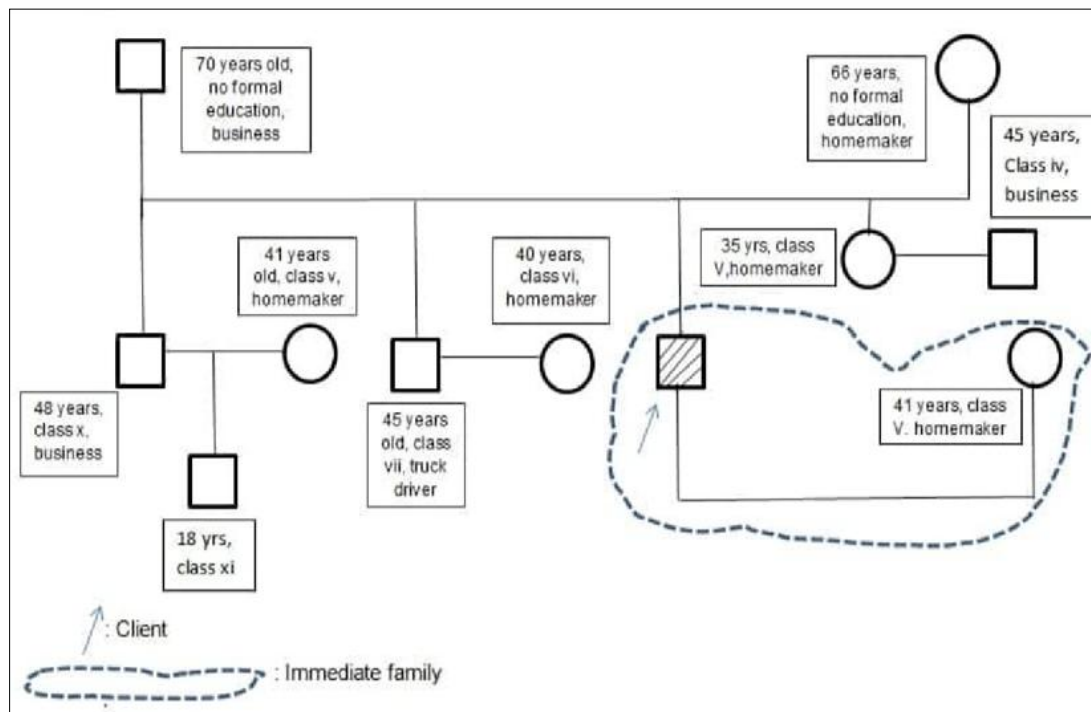 70 years old,
no formal
education,
business
66 years,
no formal
education,
homemaker
45 years,
Class iv,
business
41 years
old, class v,
homemaker
40 years,
class vi,
homemaker
35 yrs, class
V,homemaker
48 years,
class x,
business
45 years
old, class
vii, truck
driver
41 years, class
V. homemaker
18 yrs,
class xi
: Client
: Immediate family